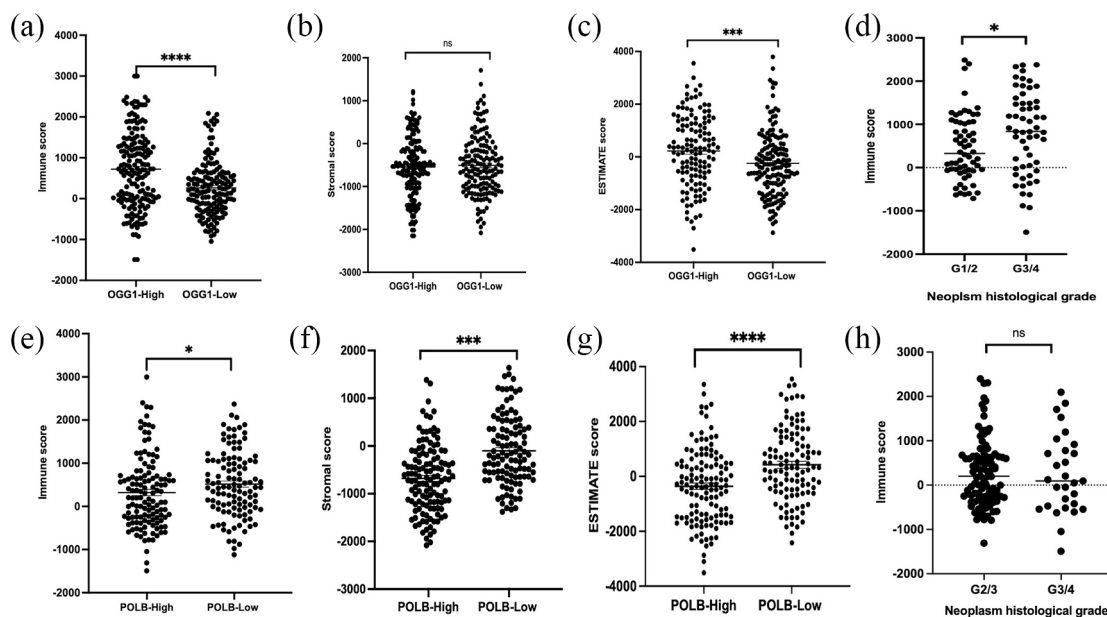 (a)
****
Immune score
4000
3000
2000
1000
0
-1000
-2000
OGG1-High OGG1-Low
(b)
ns
Stromal score
2000
1000
0
-1000
-2000
-3000
OGG1-High OGG1-Low
(c)
***
ESTIMATE score
4000
2000
0
-2000
-4000
OGG1-High OGG1-Low
(d)
*
Immune score
3000
2000
1000
0
-1000
-2000
G1/2 G3/4
Neoplsm histological grade
(e)
*
Immune score
4000
3000
2000
1000
0
-1000
-2000
POLB-High POLB-Low
(f)
***
Stromal score
2000
1000
0
-1000
-2000
-3000
POLB-High POLB-Low
(g)
****
ESTIMATE score
4000
2000
0
-2000
-4000
POLB-High POLB-Low
(h)
ns
Immune score
3000
2000
1000
0
-1000
-2000
G2/3 G3/4
Neoplasm histological grade